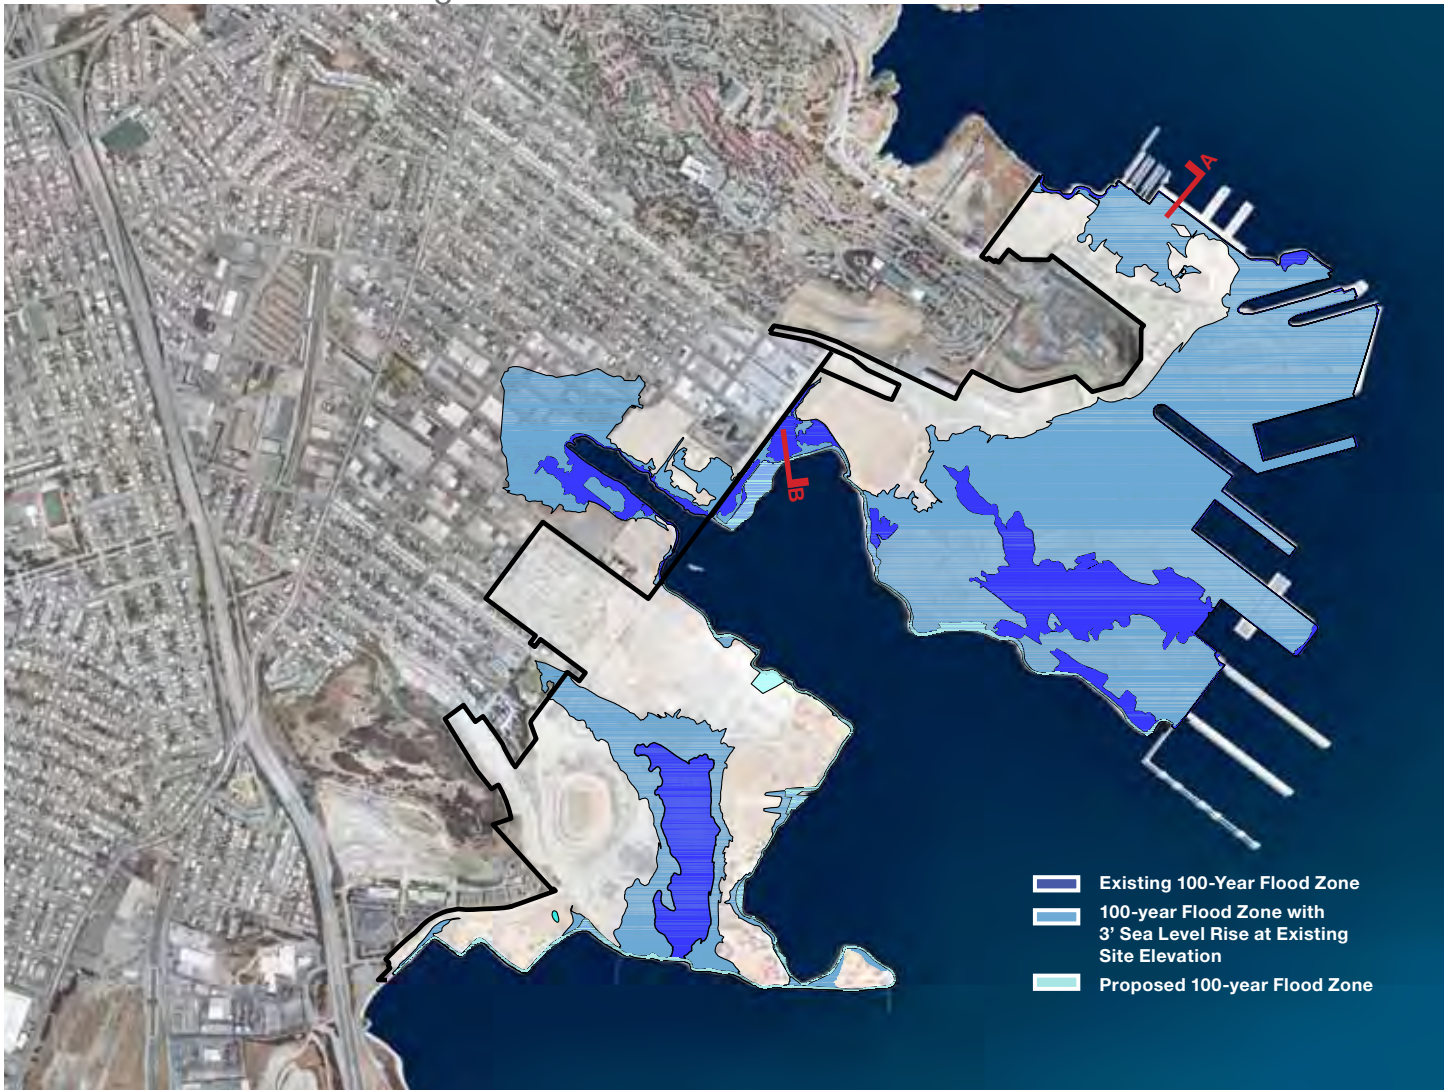 A
B
Existing 100-Year Flood Zone
100-year Flood Zone with
3' Sea Level Rise at Existing
Site Elevation
Proposed 100-year Flood Zone